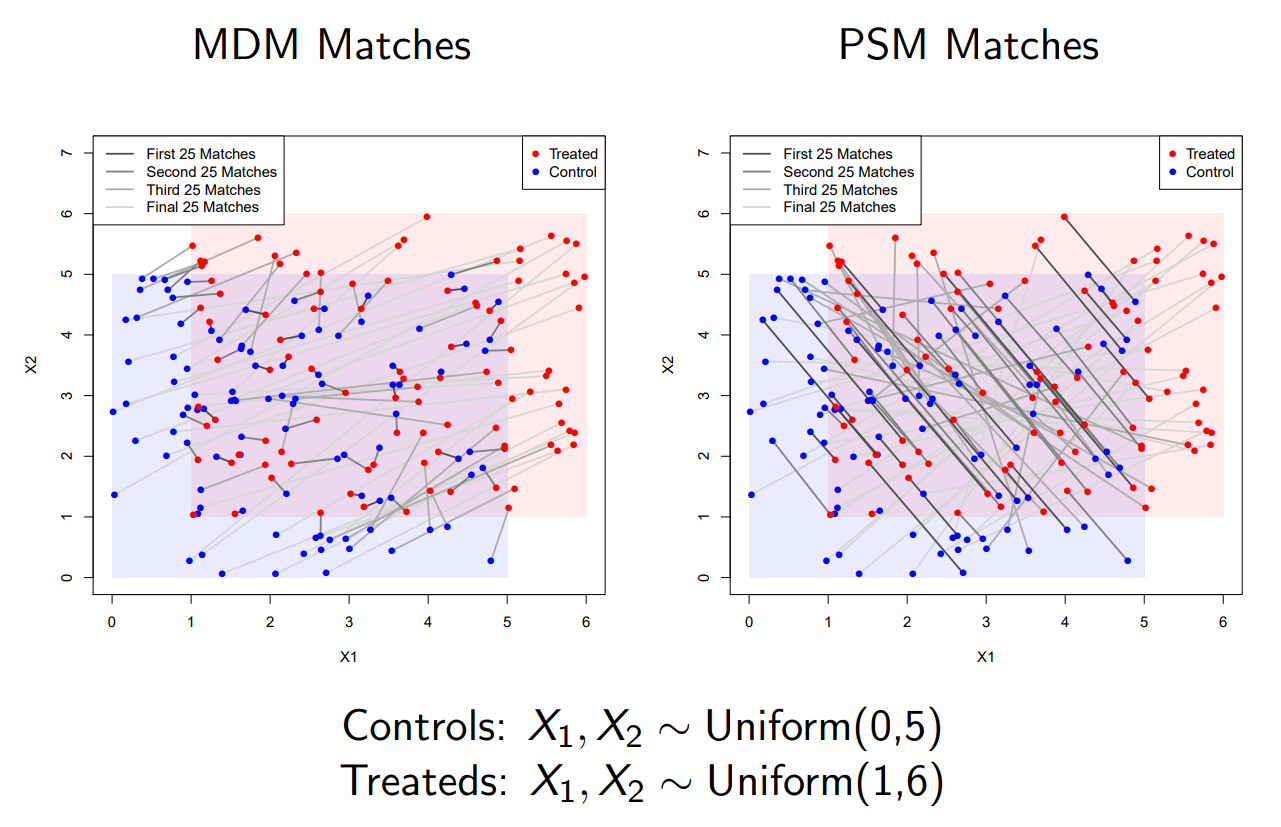 MDM Matches
PSM Matches
First 25 Matches
Second 25 Matches
Third 25 Matches
Final 25 Matches
Treated
Control
7
6
5
4
3
2
1
0
X2
0 1 2 3 4 5 6
X1
First 25 Matches
Second 25 Matches
Third 25 Matches
Final 25 Matches
Treated
Control
7
6
5
4
3
2
1
0
X2
0 1 2 3 4 5 6
X1
Controls: X₁, X₂ ∼ Uniform(0,5)
Treateds: X₁, X₂ ∼ Uniform(1,6)